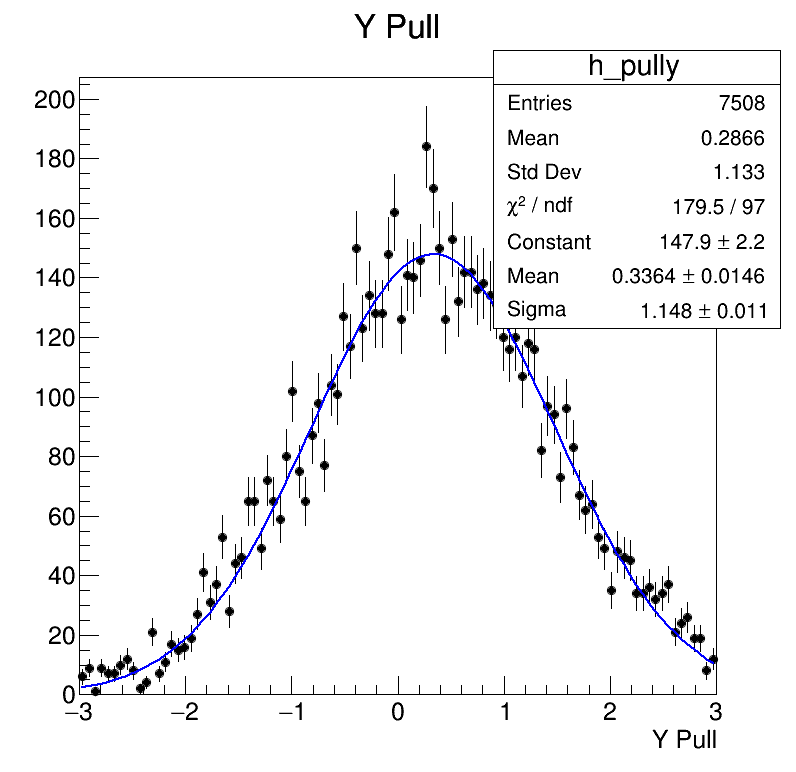 Y Pull
h_pully
Entries 7508
Mean 0.2866
Std Dev 1.133
χ² / ndf 179.5 / 97
Constant 147.9 ± 2.2
Mean 0.3364 ± 0.0146
Sigma 1.148 ± 0.011
200
180
160
140
120
100
80
60
40
20
0
−3 −2 −1 0 1 2 3
Y Pull